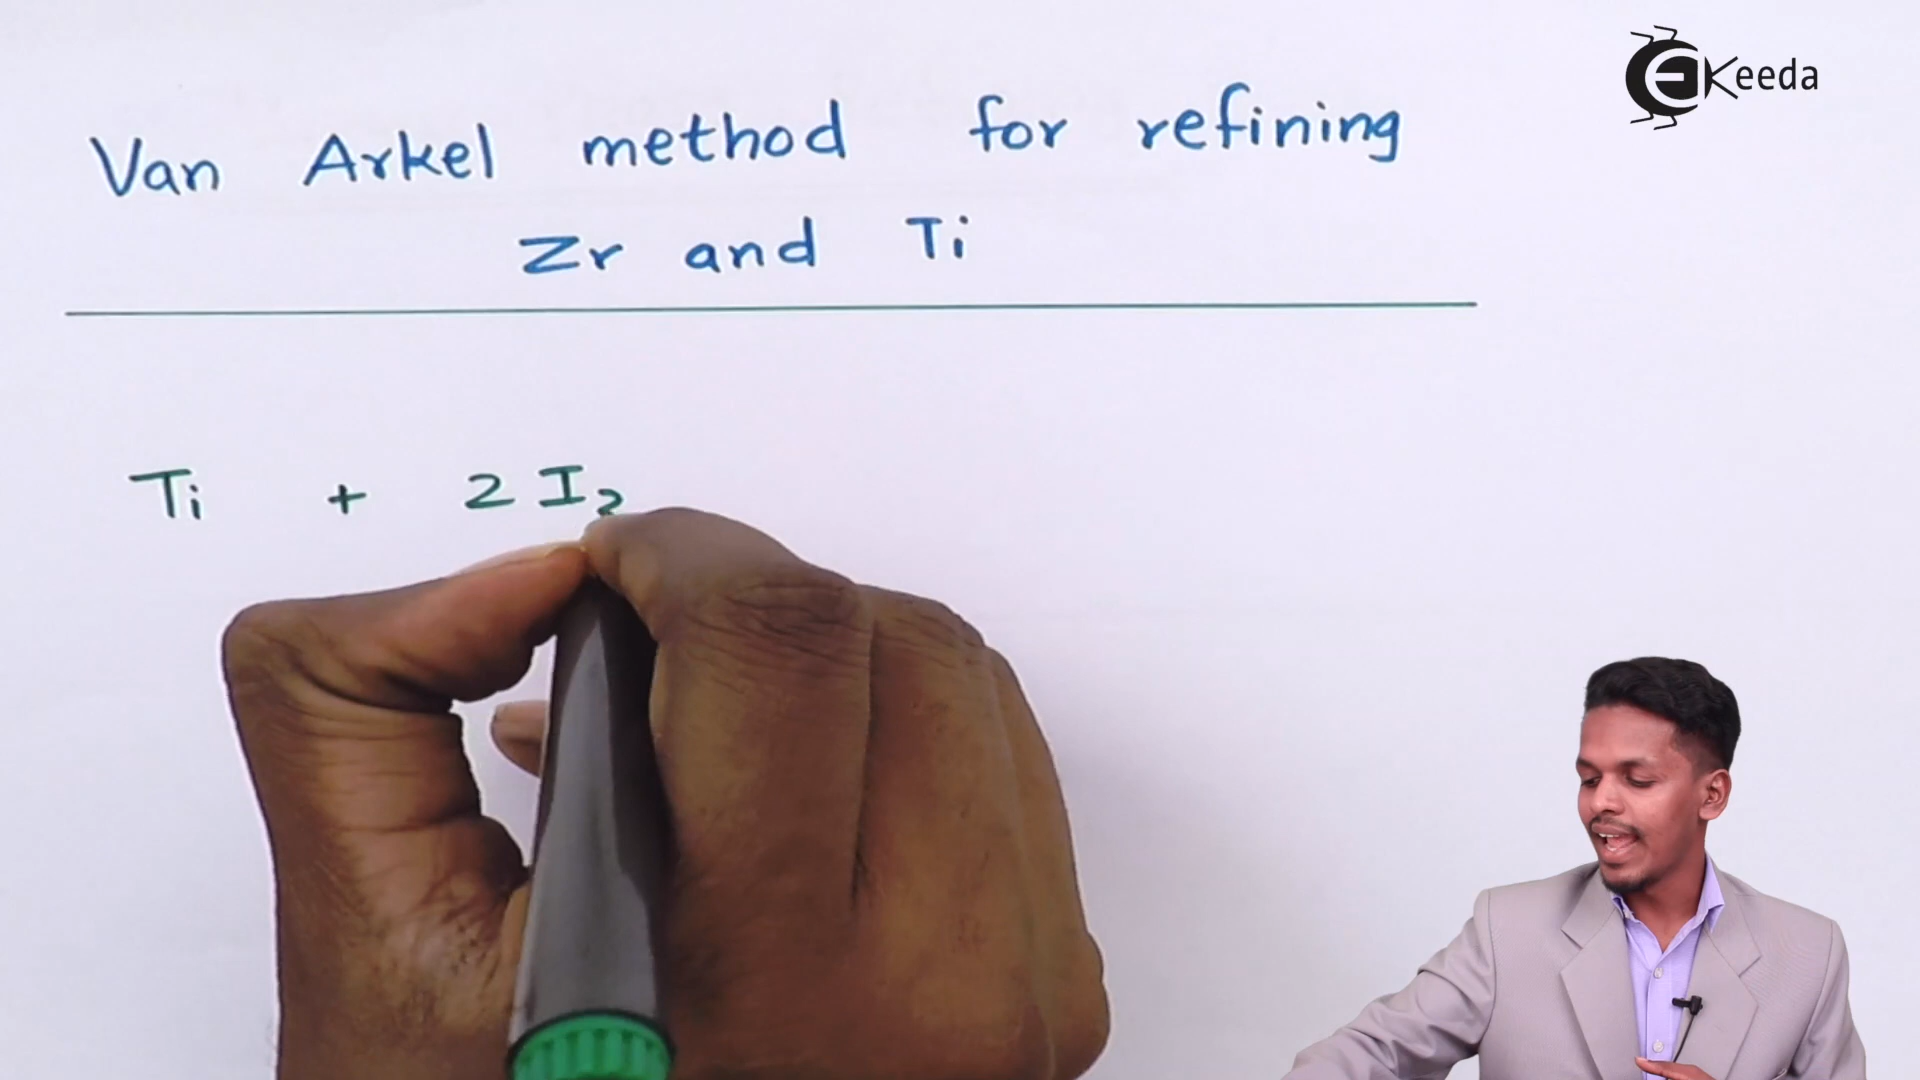 Keeda
Van Arkel method for refining
Zr and Ti
Ti + 2 I₂